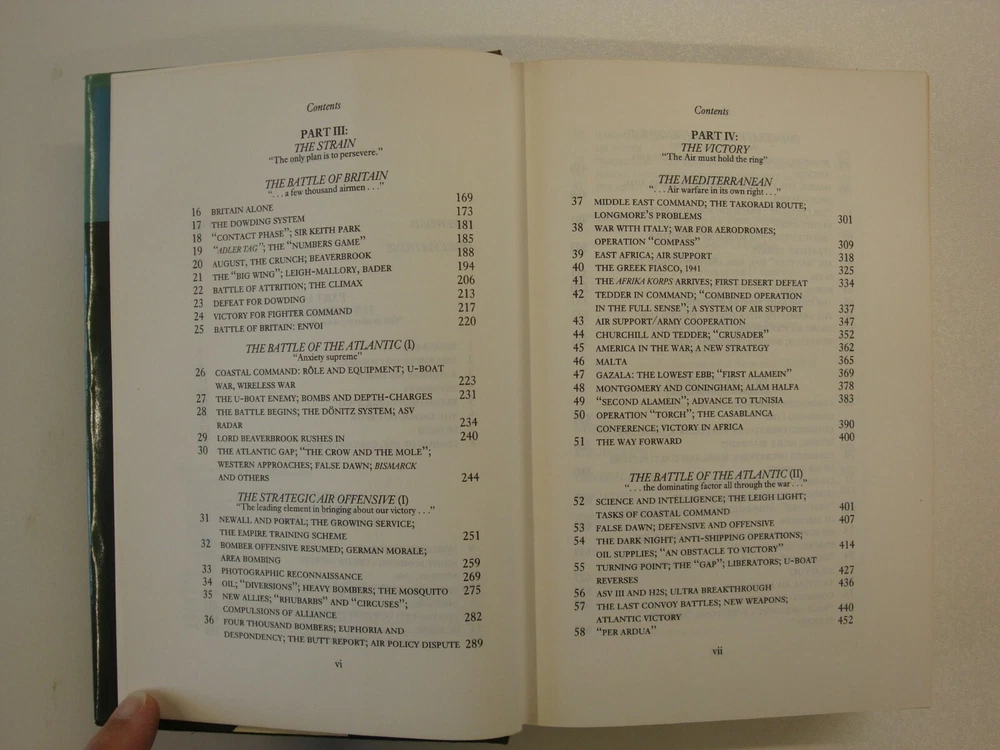 Contents
PART III:
THE STRAIN
"The only plan is to persevere."
THE BATTLE OF BRITAIN
". . . a few thousand airmen . . ."
16 BRITAIN ALONE 169
17 THE DOWDING SYSTEM 173
18 "CONTACT PHASE"; SIR KEITH PARK 181
19 "ADLER TAG"; THE "NUMBERS GAME" 185
20 AUGUST, THE CRUNCH; BEAVERBROOK 188
21 THE "BIG WING"; LEIGH-MALLORY, BADER 194
22 BATTLE OF ATTRITION; THE CLIMAX 206
23 DEFEAT FOR DOWDING 213
24 VICTORY FOR FIGHTER COMMAND 217
25 BATTLE OF BRITAIN: ENVOI 220
THE BATTLE OF THE ATLANTIC (I)
"Anxiety supreme"
26 COASTAL COMMAND: RÔLE AND EQUIPMENT; U-BOAT
WAR, WIRELESS WAR 223
27 THE U-BOAT ENEMY; BOMBS AND DEPTH-CHARGES 231
28 THE BATTLE BEGINS; THE DÖNITZ SYSTEM; ASV
RADAR 234
29 LORD BEAVERBROOK RUSHES IN 240
30 THE ATLANTIC GAP; "THE CROW AND THE MOLE";
WESTERN APPROACHES; FALSE DAWN; BISMARCK
AND OTHERS 244
THE STRATEGIC AIR OFFENSIVE (I)
"The leading element in bringing about our victory . . ."
31 NEWALL AND PORTAL; THE GROWING SERVICE;
THE EMPIRE TRAINING SCHEME 251
32 BOMBER OFFENSIVE RESUMED; GERMAN MORALE;
AREA BOMBING 259
33 PHOTOGRAPHIC RECONNAISSANCE 269
34 OIL; "DIVERSIONS"; HEAVY BOMBERS; THE MOSQUITO 275
35 NEW ALLIES; "RHUBARBS" AND "CIRCUSES";
COMPULSIONS OF ALLIANCE 282
36 FOUR THOUSAND BOMBERS; EUPHORIA AND
DESPONDENCY; THE BUTT REPORT; AIR POLICY DISPUTE 289
vi
Contents
PART IV:
THE VICTORY
"The Air must hold the ring"
THE MEDITERRANEAN
". . . Air warfare in its own right . . ."
37 MIDDLE EAST COMMAND; THE TAKORADI ROUTE;
LONGMORE'S PROBLEMS 301
38 WAR WITH ITALY; WAR FOR AERODROMES;
OPERATION "COMPASS" 309
39 EAST AFRICA; AIR SUPPORT 318
40 THE GREEK FIASCO, 1941 325
41 THE AFRIKA KORPS ARRIVES; FIRST DESERT DEFEAT 334
42 TEDDER IN COMMAND; "COMBINED OPERATION
IN THE FULL SENSE"; A SYSTEM OF AIR SUPPORT 337
43 AIR SUPPORT/ARMY COOPERATION 347
44 CHURCHILL AND TEDDER; "CRUSADER" 352
45 AMERICA IN THE WAR; A NEW STRATEGY 362
46 MALTA 365
47 GAZALA: THE LOWEST EBB; "FIRST ALAMEIN" 369
48 MONTGOMERY AND CONINGHAM; ALAM HALFA 378
49 "SECOND ALAMEIN"; ADVANCE TO TUNISIA 383
50 OPERATION "TORCH"; THE CASABLANCA
CONFERENCE; VICTORY IN AFRICA 390
51 THE WAY FORWARD 400
THE BATTLE OF THE ATLANTIC (II)
". . . the dominating factor all through the war . . ."
52 SCIENCE AND INTELLIGENCE; THE LEIGH LIGHT;
TASKS OF COASTAL COMMAND 401
53 FALSE DAWN; DEFENSIVE AND OFFENSIVE 407
54 THE DARK NIGHT; ANTI-SHIPPING OPERATIONS;
OIL SUPPLIES; "AN OBSTACLE TO VICTORY" 414
55 TURNING POINT; THE "GAP"; LIBERATORS; U-BOAT
REVERSES 427
56 ASV III AND H2S; ULTRA BREAKTHROUGH 436
57 THE LAST CONVOY BATTLES; NEW WEAPONS;
ATLANTIC VICTORY 440
58 "PER ARDUA" 452
vii